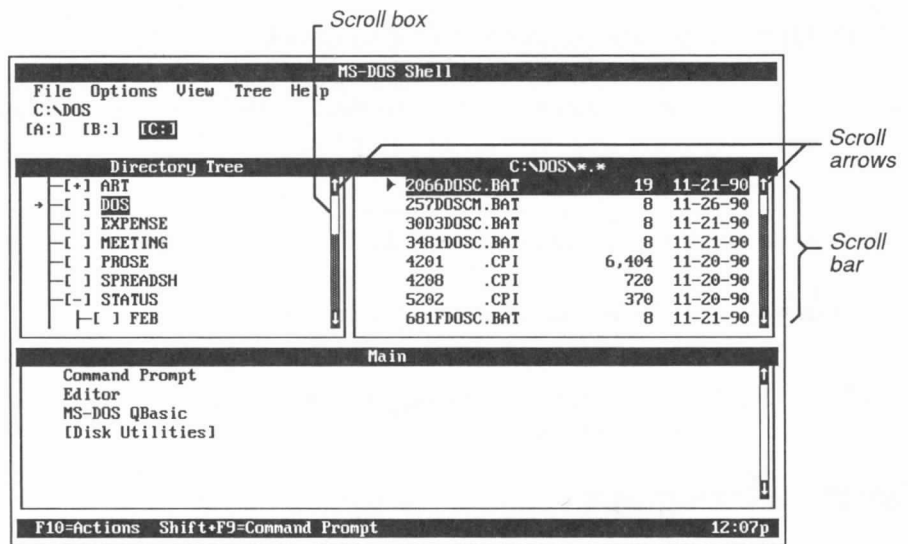 Scroll box
MS-DOS Shell
File Options View Tree Help
C:\DOS
[A:] [B:] [C:]
Scroll arrows
Directory Tree
[+] ART
[ ] DOS
[ ] EXPENSE
[ ] MEETING
[ ] PROSE
[ ] SPREADSH
[-] STATUS
[ ] FEB
C:\DOS\*.*
2066DOSC.BAT 19 11-21-90
257DOSCM.BAT 8 11-26-90
30D3DOSC.BAT 8 11-21-90
3481DOSC.BAT 8 11-21-90
4201 .CPI 6,404 11-20-90
4208 .CPI 720 11-20-90
5202 .CPI 370 11-20-90
681FDOSC.BAT 8 11-21-90
Scroll bar
Main
Command Prompt
Editor
MS-DOS QBasic
[Disk Utilities]
F10=Actions Shift+F9=Command Prompt 12:07p